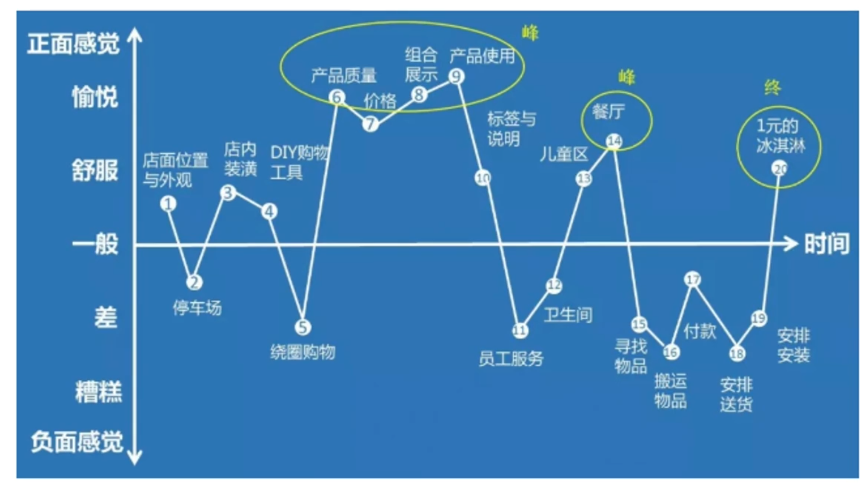 正面感觉
愉悦
舒服
一般
差
糟糕
负面感觉
时间
店面位置
与外观
1
2
停车场
店内
装潢
3
DIY购物
工具
4
5
绕圈购物
峰
产品质量
6
价格
7
组合
展示
8
产品使用
9
标签与
说明
10
11
员工服务
12
卫生间
儿童区
13
峰
餐厅
14
15
寻找
物品
16
搬运
物品
17
付款
18
安排
送货
19
安排
安装
终
1元的
冰淇淋
20